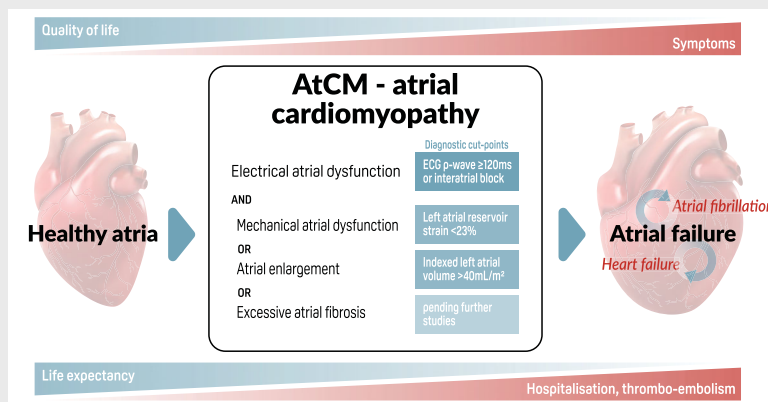 Quality of life
Symptoms
AtCM - atrial
cardiomyopathy
Diagnostic cut-points
Electrical atrial dysfunction
ECG p-wave ≥120ms
or interatrial block
AND
Mechanical atrial dysfunction
Left atrial reservoir
strain <23%
OR
Atrial enlargement
Indexed left atrial
volume >40mL/m²
OR
Excessive atrial fibrosis
pending further
studies
Healthy atria
Atrial fibrillation
Atrial failure
Heart failure
Life expectancy
Hospitalisation, thrombo-embolism